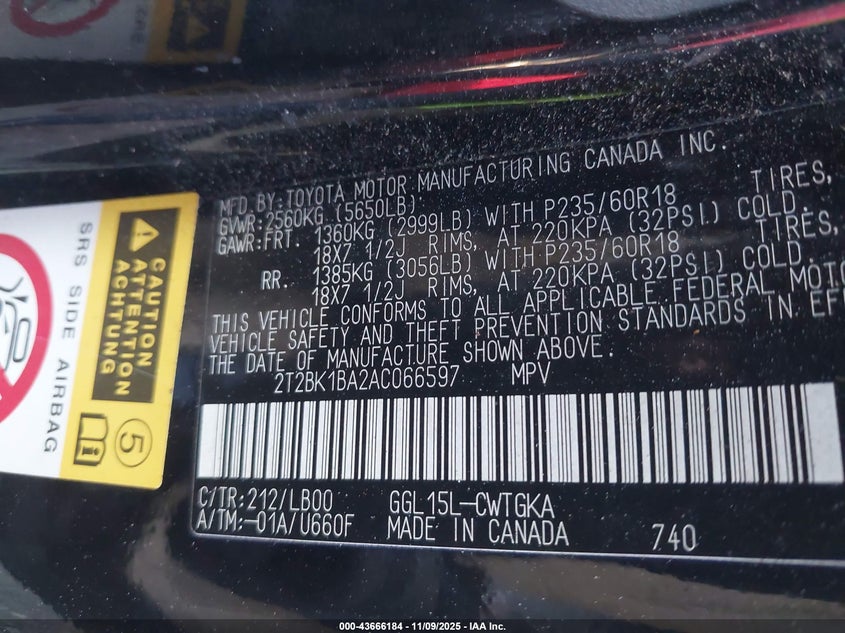 MFD.BY:TOYOTA MOTOR MANUFACTURING CANADA INC.
GVWR:2560KG (5650LB)
GAWR:FRT. 1360KG (2999LB) WITH P235/60R18 TIRES,
18X7 1/2J RIMS, AT 220KPA (32PSI) COLD.
RR. 1385KG (3056LB) WITH P235/60R18 TIRES,
18X7 1/2J RIMS, AT 220KPA (32PSI) COLD.
THIS VEHICLE CONFORMS TO ALL APPLICABLE FEDERAL MOTO
VEHICLE SAFETY AND THEFT PREVENTION STANDARDS IN EFF
THE DATE OF MANUFACTURE SHOWN ABOVE.
2T2BK1BA2AC066597 MPV
C/TR:212/LB00 GGL15L-CWTGKA
A/TM:-01A/U660F MADE IN CANADA 740
SRS SIDE AIRBAG
CAUTION
ATTENTION
ACHTUNG
5
i
000-43666184 - 11/09/2025 - IAA Inc.